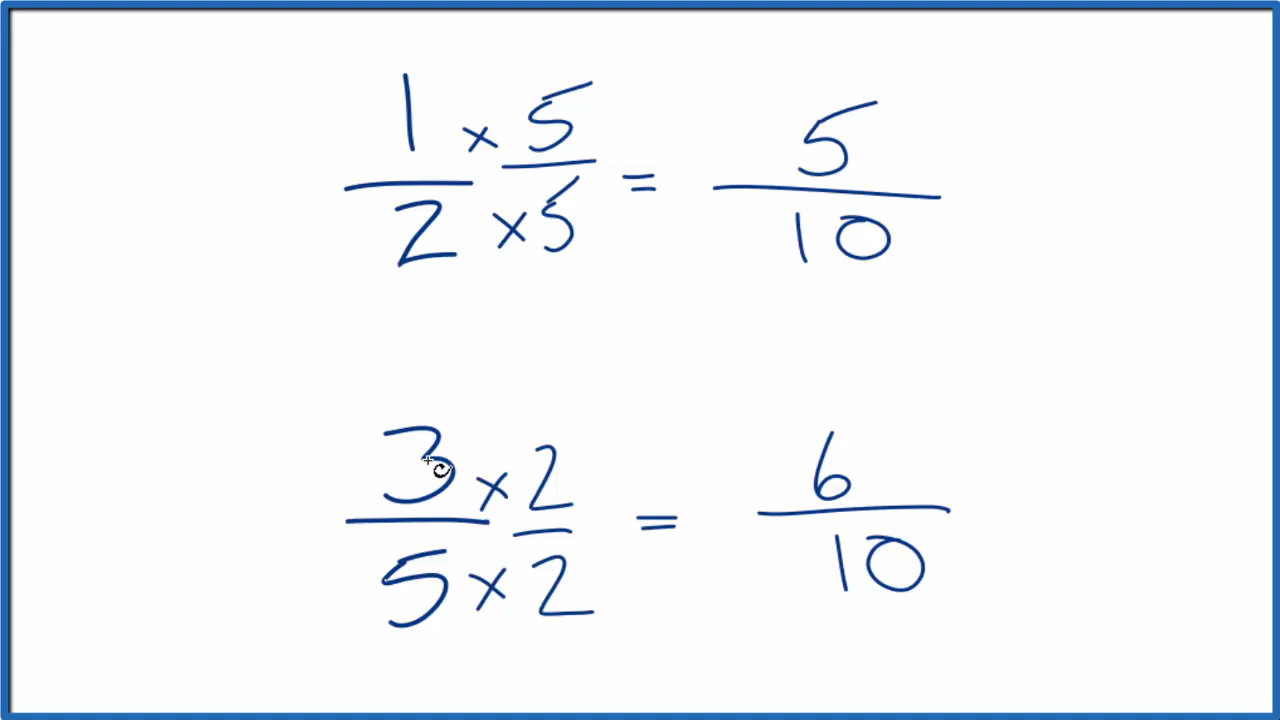 1 × 5 = 5
2 × 5 10
3 × 2 = 6
5 × 2 10